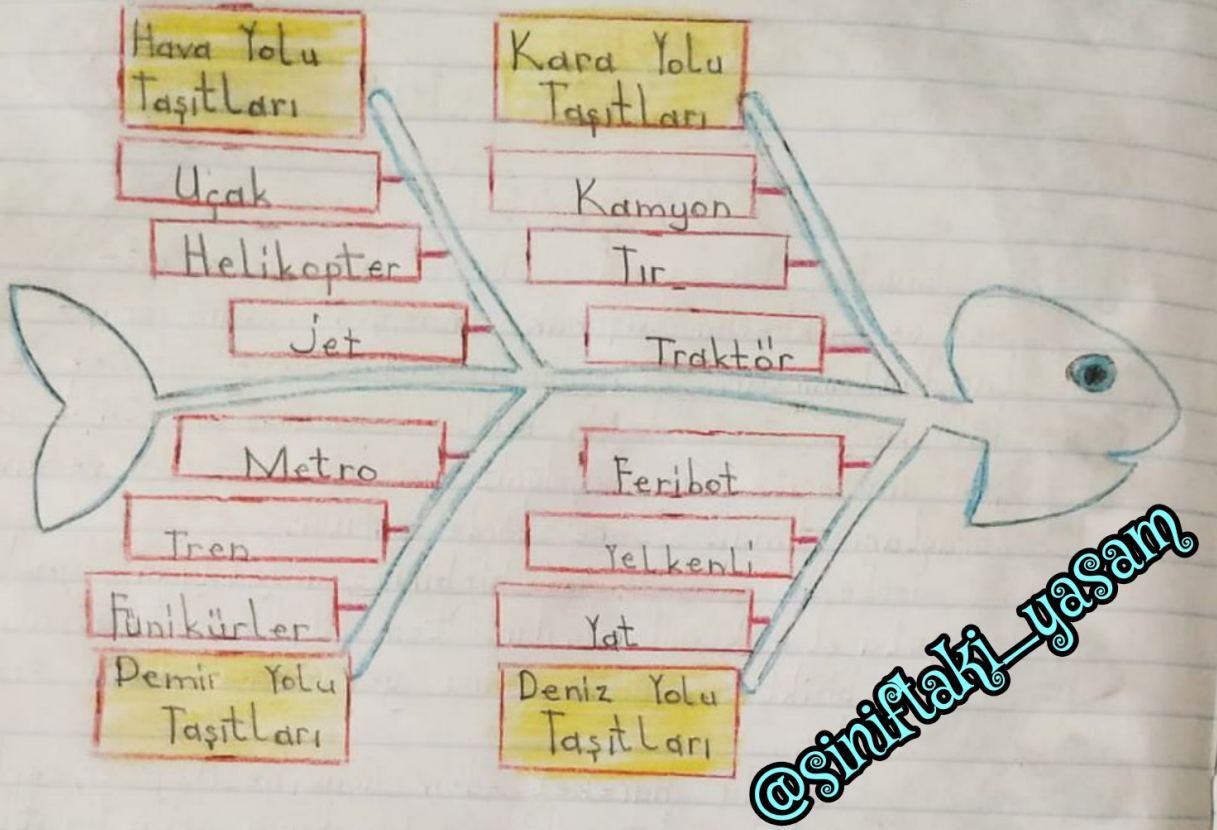 Hava Yolu
Taşıtları
Uçak
Helikopter
Jet
Kara Yolu
Taşıtları
Kamyon
Tır
Traktör
Metro
Tren
Fünikürler
Demir Yolu
Taşıtları
Feribot
Yelkenli
Yat
Deniz Yolu
Taşıtları
@siniftaki_yasam